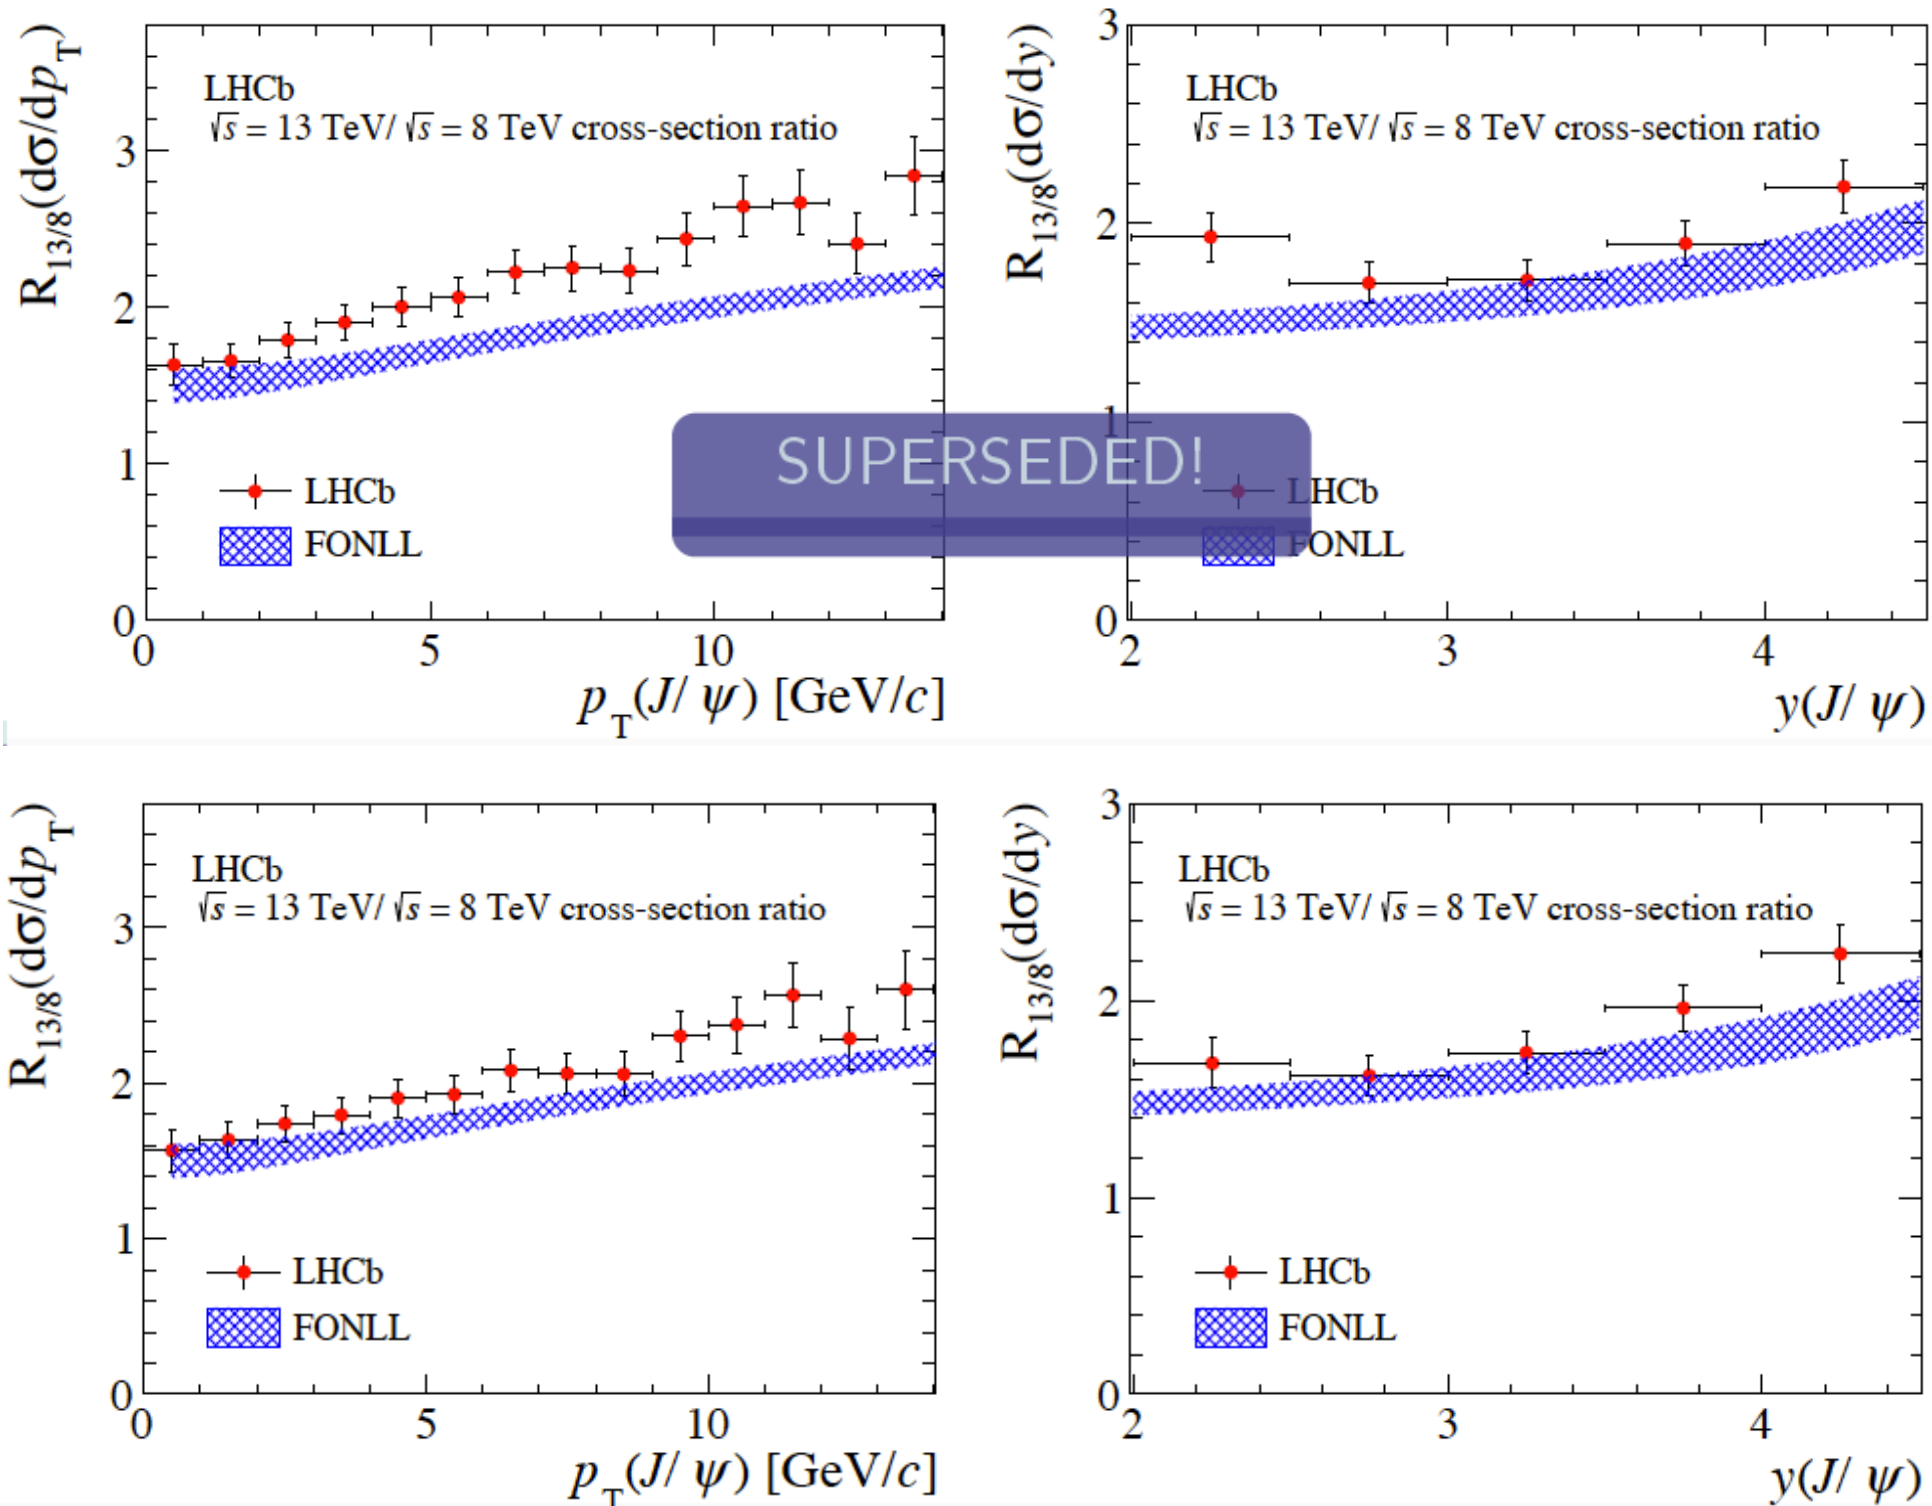 R13/8(dσ/dpT)
LHCb
√s = 13 TeV/ √s = 8 TeV cross-section ratio
3
2
1
0
LHCb
FONLL
0 5 10
pT(J/ψ) [GeV/c]
R13/8(dσ/dy)
LHCb
√s = 13 TeV/ √s = 8 TeV cross-section ratio
3
2
1
0
LHCb
FONLL
2 3 4
y(J/ψ)
SUPERSEDED!
R13/8(dσ/dpT)
LHCb
√s = 13 TeV/ √s = 8 TeV cross-section ratio
3
2
1
0
LHCb
FONLL
0 5 10
pT(J/ψ) [GeV/c]
R13/8(dσ/dy)
LHCb
√s = 13 TeV/ √s = 8 TeV cross-section ratio
3
2
1
0
LHCb
FONLL
2 3 4
y(J/ψ)